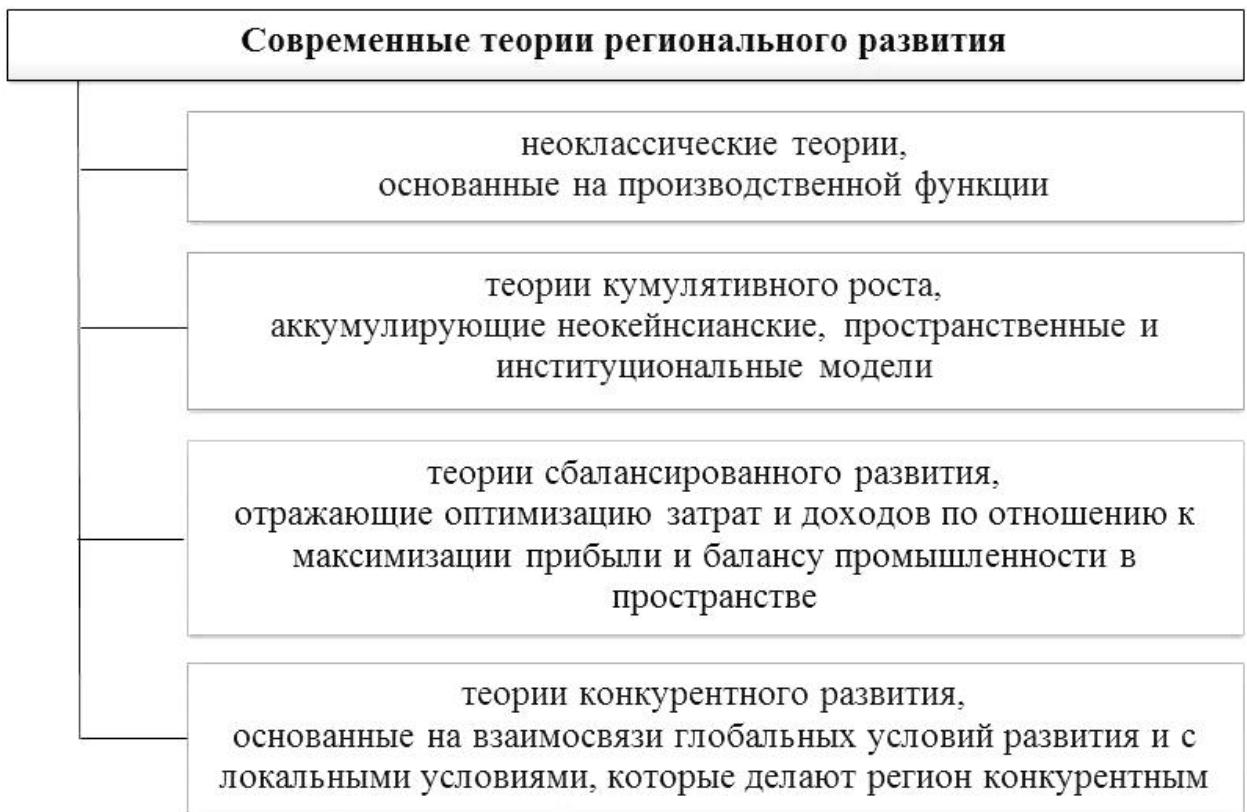 Современные теории регионального развития
неоклассические теории,
основанные на производственной функции
теории кумулятивного роста,
аккумулирующие неокейнсианские, пространственные и
институциональные модели
теории сбалансированного развития,
отражающие оптимизацию затрат и доходов по отношению к
максимизации прибыли и балансу промышленности в
пространстве
теории конкурентного развития,
основанные на взаимосвязи глобальных условий развития и с
локальными условиями, которые делают регион конкурентным